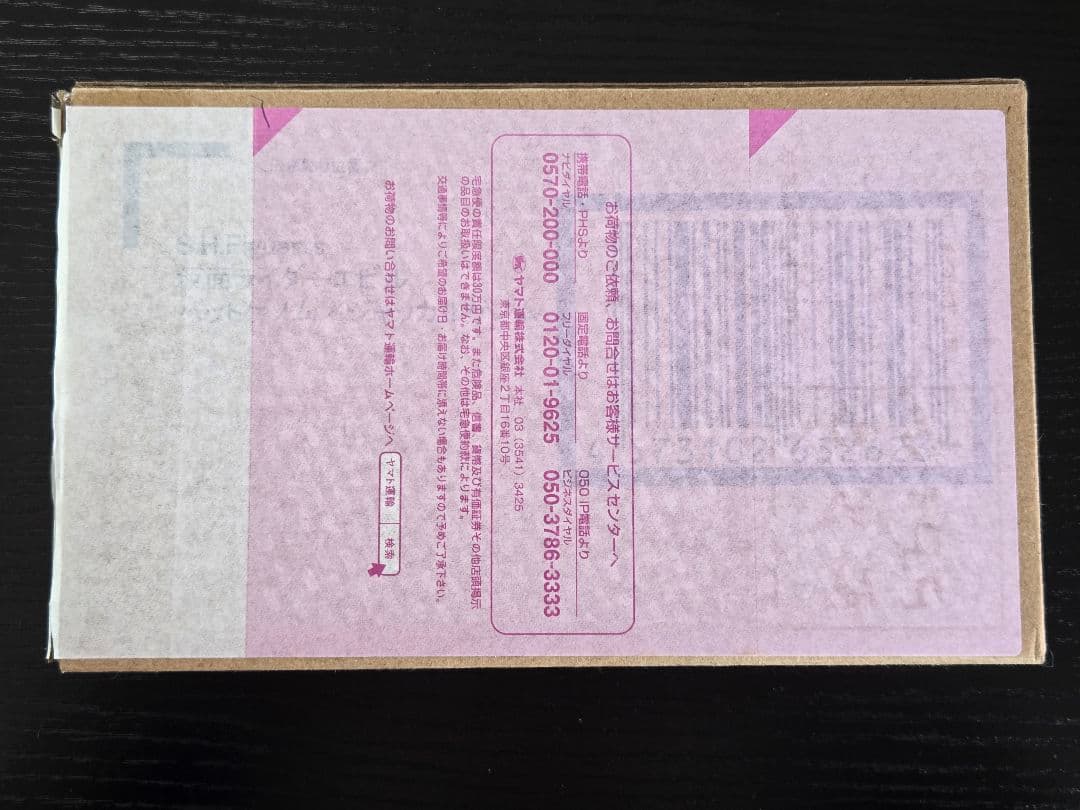 お荷物のご依頼、お問合せはお客様サービスセンターへ
携帯電話・PHSより
ナビダイヤル
0570-200-000
固定電話より
フリーダイヤル
0120-01-9625
050 IP電話より
ビジネスダイヤル
050-3786-3333
ヤマト運輸株式会社 本社 03（3541）3425
東京都中央区銀座2丁目16番10号
宅急便の責任限度額は30万円です。また危険品、信書、貨幣及び有価証券その他店頭掲示
の品目のお取扱いはできません。なお、その他は宅急便約款によります。
交通事情等によりご希望のお届け日・お届け時間帯に添えない場合もありますので予めご了承下さい。
お荷物のお問い合わせはヤマト運輸ホームページへ
ヤマト運輸 検索